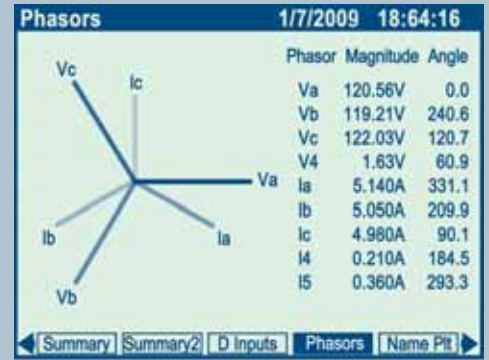 Phasors 1/7/2009 18:64:16
Phasor Magnitude Angle
Va 120.56V 0.0
Vb 119.21V 240.6
Vc 122.03V 120.7
V4 1.63V 60.9
Ia 5.140A 331.1
Ib 5.050A 209.9
Ic 4.980A 90.1
I4 0.210A 184.5
I5 0.360A 293.3
Vc
Ic
Va
Ib
Ia
Vb
Summary Summary2 D Inputs Phasors Name Plt